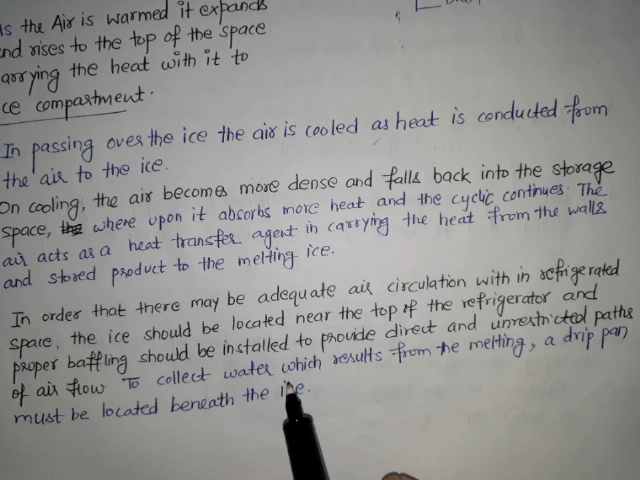 As the Air is warmed it expands
and rises to the top of the space
carrying the heat with it to
ice compartment.
In passing over the ice the air is cooled as heat is conducted from
the air to the ice.
On cooling, the air becomes more dense and falls back into the storage
space, where upon it absorbs more heat and the cyclic continues. The
air acts as a heat transfer agent in carrying the heat from the walls
and stored product to the melting ice.
In order that there may be adequate air circulation with in refrigerated
space, the ice should be located near the top of the refrigerator and
proper baffling should be installed to provide direct and unrestricted paths
of air flow To collect water which results from the melting, a drip pan
must be located beneath the ice.